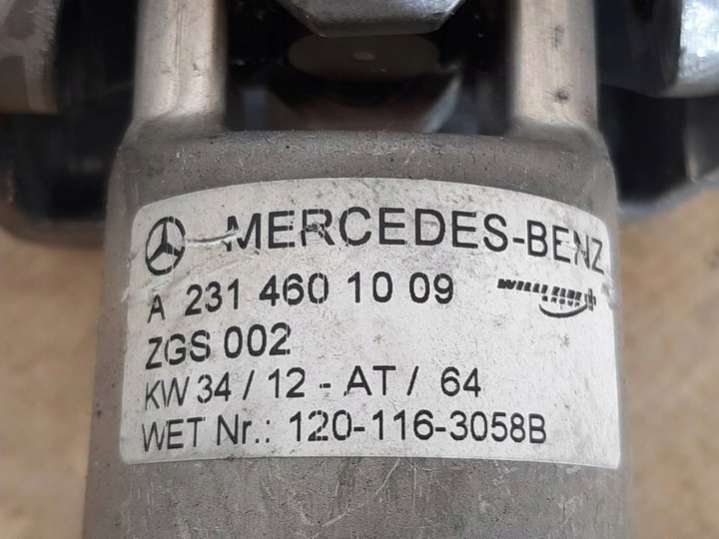 MERCEDES-BENZ
A 231 460 10 09
ZGS 002
KW 34 / 12 - AT / 64
WET Nr.: 120-116-3058B